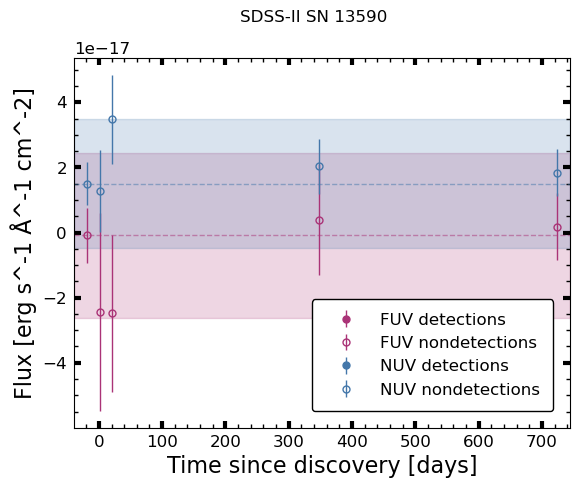 SDSS-II SN 13590
1e−17
4
2
0
−2
−4
Flux [erg s^-1 Å^-1 cm^-2]
FUV detections
FUV nondetections
NUV detections
NUV nondetections
0 100 200 300 400 500 600 700
Time since discovery [days]